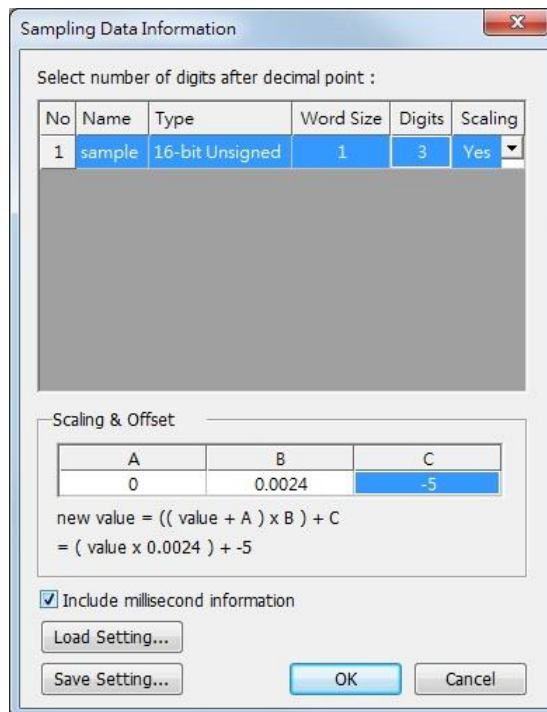 Sampling Data Information
Select number of digits after decimal point :
No Name Type Word Size Digits Scaling
1 sample 16-bit Unsigned 1 3 Yes
Scaling & Offset
A B C
0 0.0024 -5
new value = (( value + A ) x B ) + C
= ( value x 0.0024 ) + -5
Include millisecond information
Load Setting...
Save Setting... OK Cancel